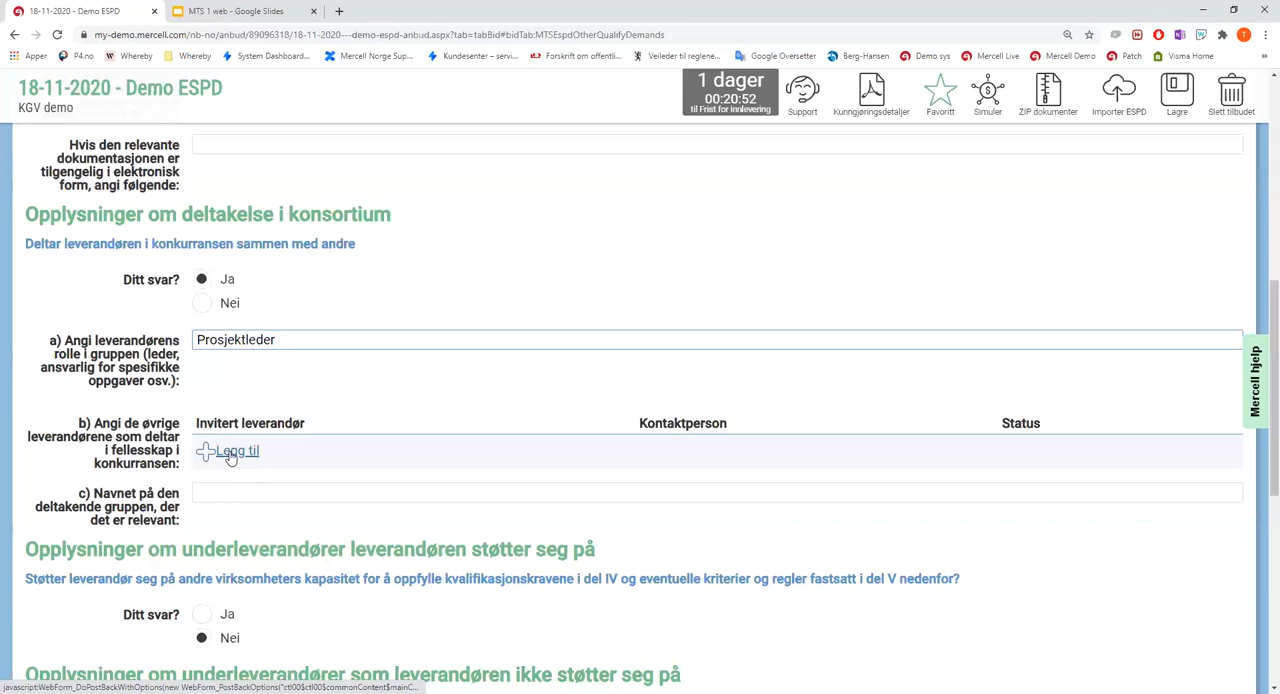 18-11-2020 - Demo ESPD
MTS 1 web - Google Slides
my-demo.mercell.com/nb-no/anbud/89096318/18-11-2020---demo-espd-anbud.aspx?tab=tabBid#bidTab:MTSEspdOtherQualifyDemands
Apper P4.no Whereby Whereby System Dashboard... Mercell Norge Sup... Kundesenter – servi... Forskrift om offentli... Veileder til reglene... Google Oversetter Berg-Hansen Demo sys Mercell Live Mercell Demo Patch Visma Home »
18-11-2020 - Demo ESPD
KGV demo
1 dager
00:20:52
til Frist for innlevering
Support Kunngjøringsdetaljer Favoritt Simuler ZIP dokumenter Importer ESPD Lagre Slett tilbudet
Hvis den relevante
dokumentasjonen er
tilgjengelig i elektronisk
form, angi følgende:
Opplysninger om deltakelse i konsortium
Deltar leverandøren i konkurransen sammen med andre
Ditt svar? Ja
Nei
a) Angi leverandørens
rolle i gruppen (leder,
ansvarlig for spesifikke
oppgaver osv.):
Prosjektleder
b) Angi de øvrige
leverandørene som deltar
i fellesskap i
konkurransen:
Invitert leverandør Kontaktperson Status
Legg til
c) Navnet på den
deltakende gruppen, der
det er relevant:
Mercell hjelp
Opplysninger om underleverandører leverandøren støtter seg på
Støtter leverandør seg på andre virksomheters kapasitet for å oppfylle kvalifikasjonskravene i del IV og eventuelle kriterier og regler fastsatt i del V nedenfor?
Ditt svar? Ja
Nei
Opplysninger om underleverandører som leverandøren ikke støtter seg på
javascript:WebForm_DoPostBackWithOptions(new WebForm_PostBackOptions("ctl00$ctl00$commonContent$mainC...